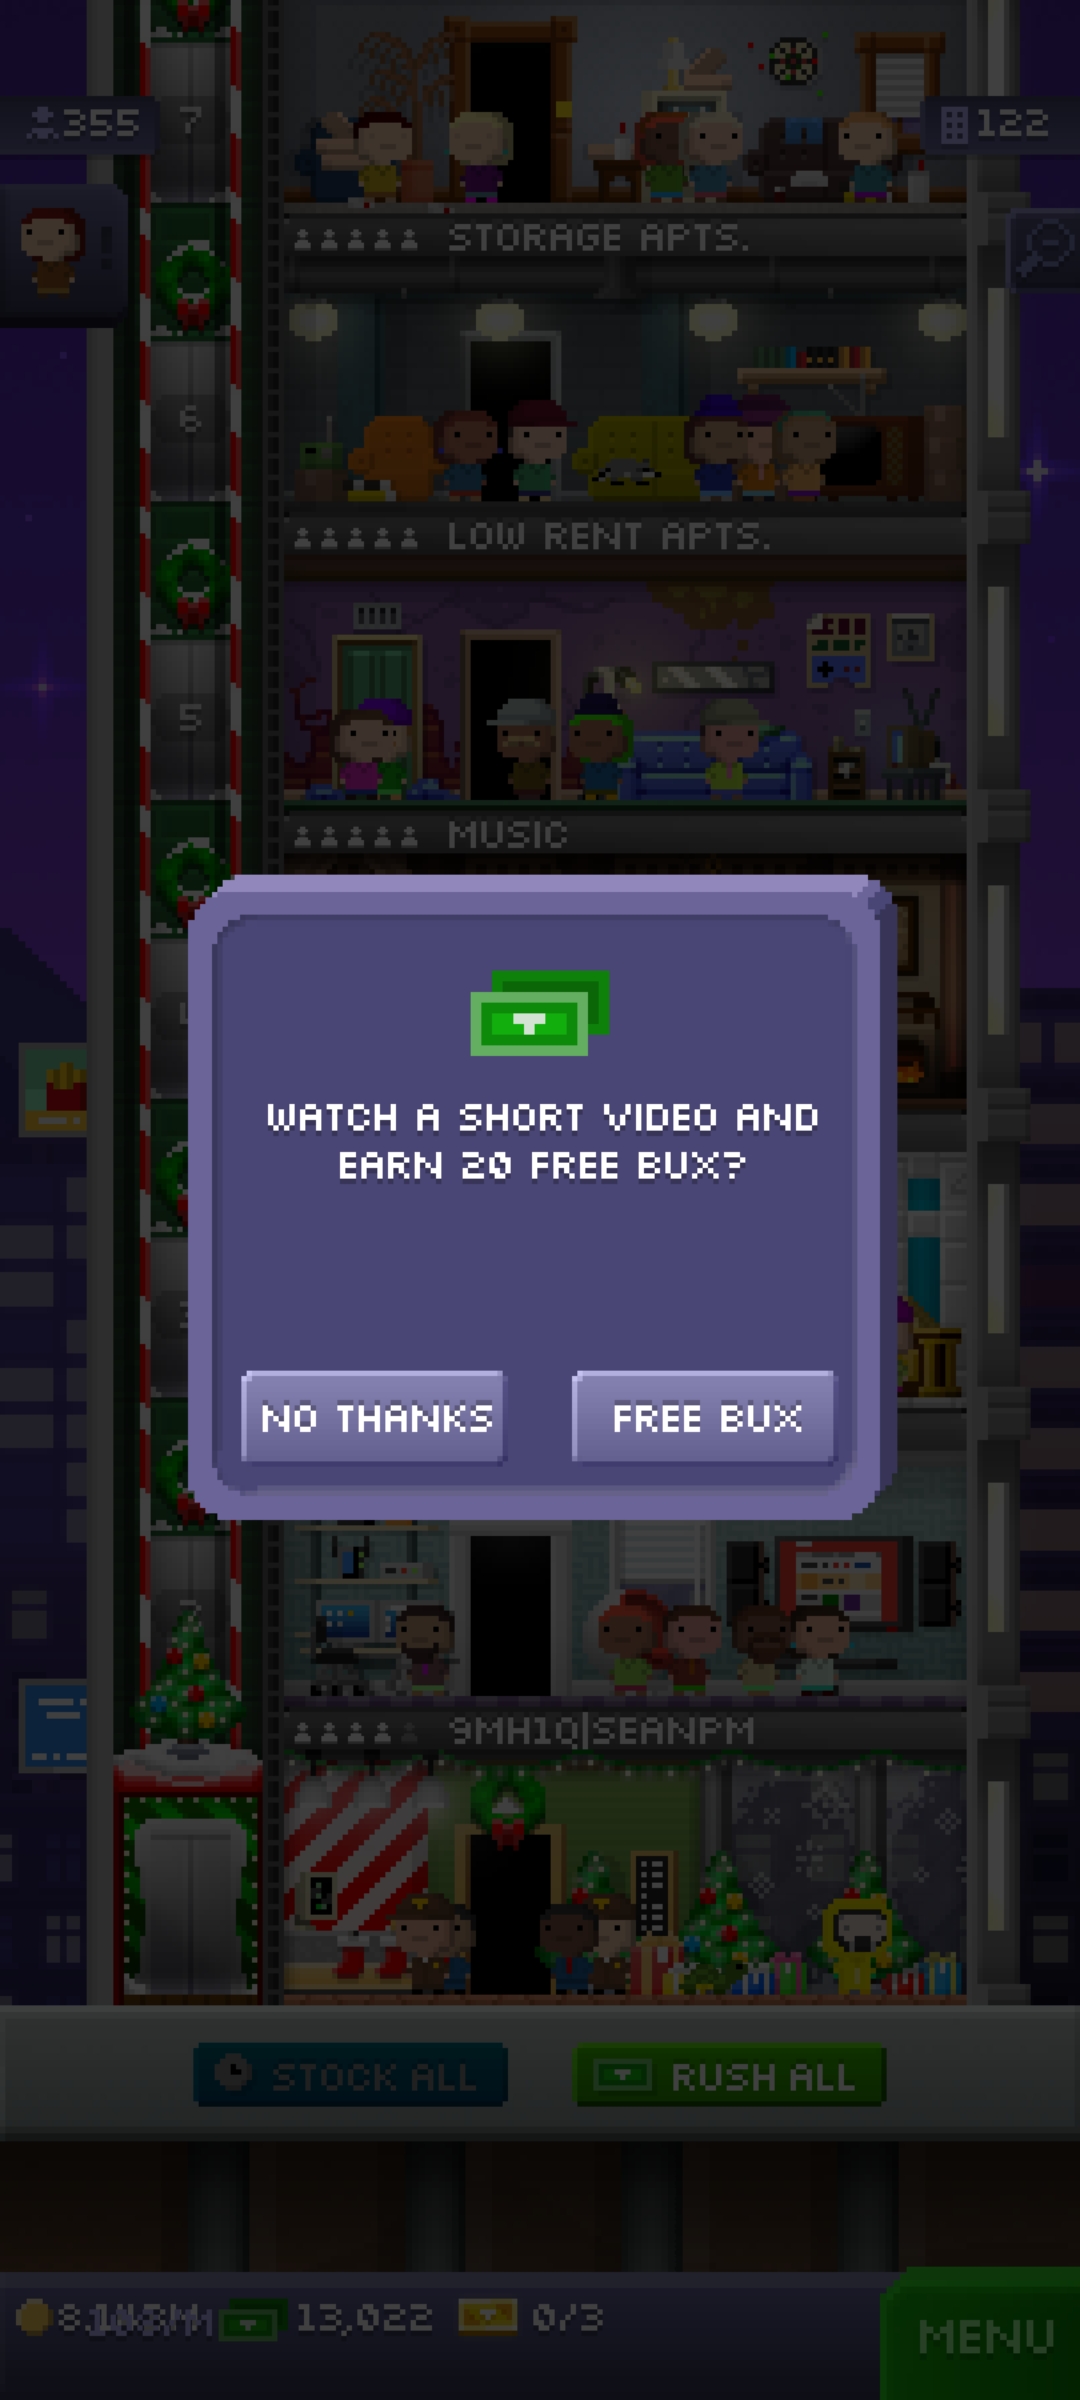 355
7
122
STORAGE APTS.
6
LOW RENT APTS.
5
MUSIC
WATCH A SHORT VIDEO AND
EARN 20 FREE BUX?
NO THANKS
FREE BUX
9MH1Q|SEANPM
STOCK ALL
RUSH ALL
13,022
0/3
MENU